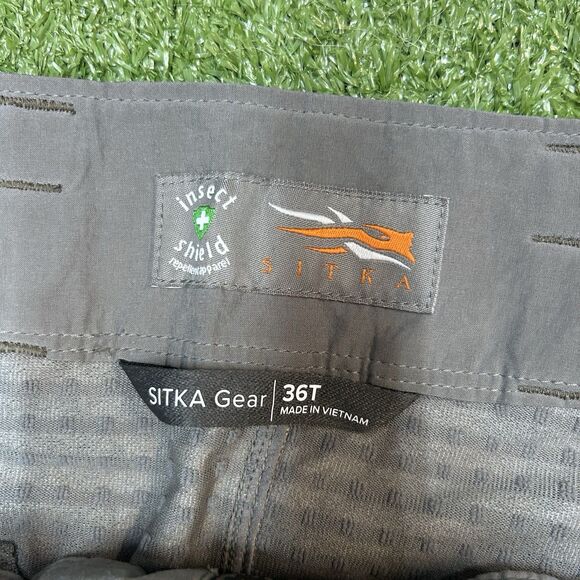 insect
shield
repellent apparel
SITKA
SITKA Gear
36T
MADE IN VIETNAM